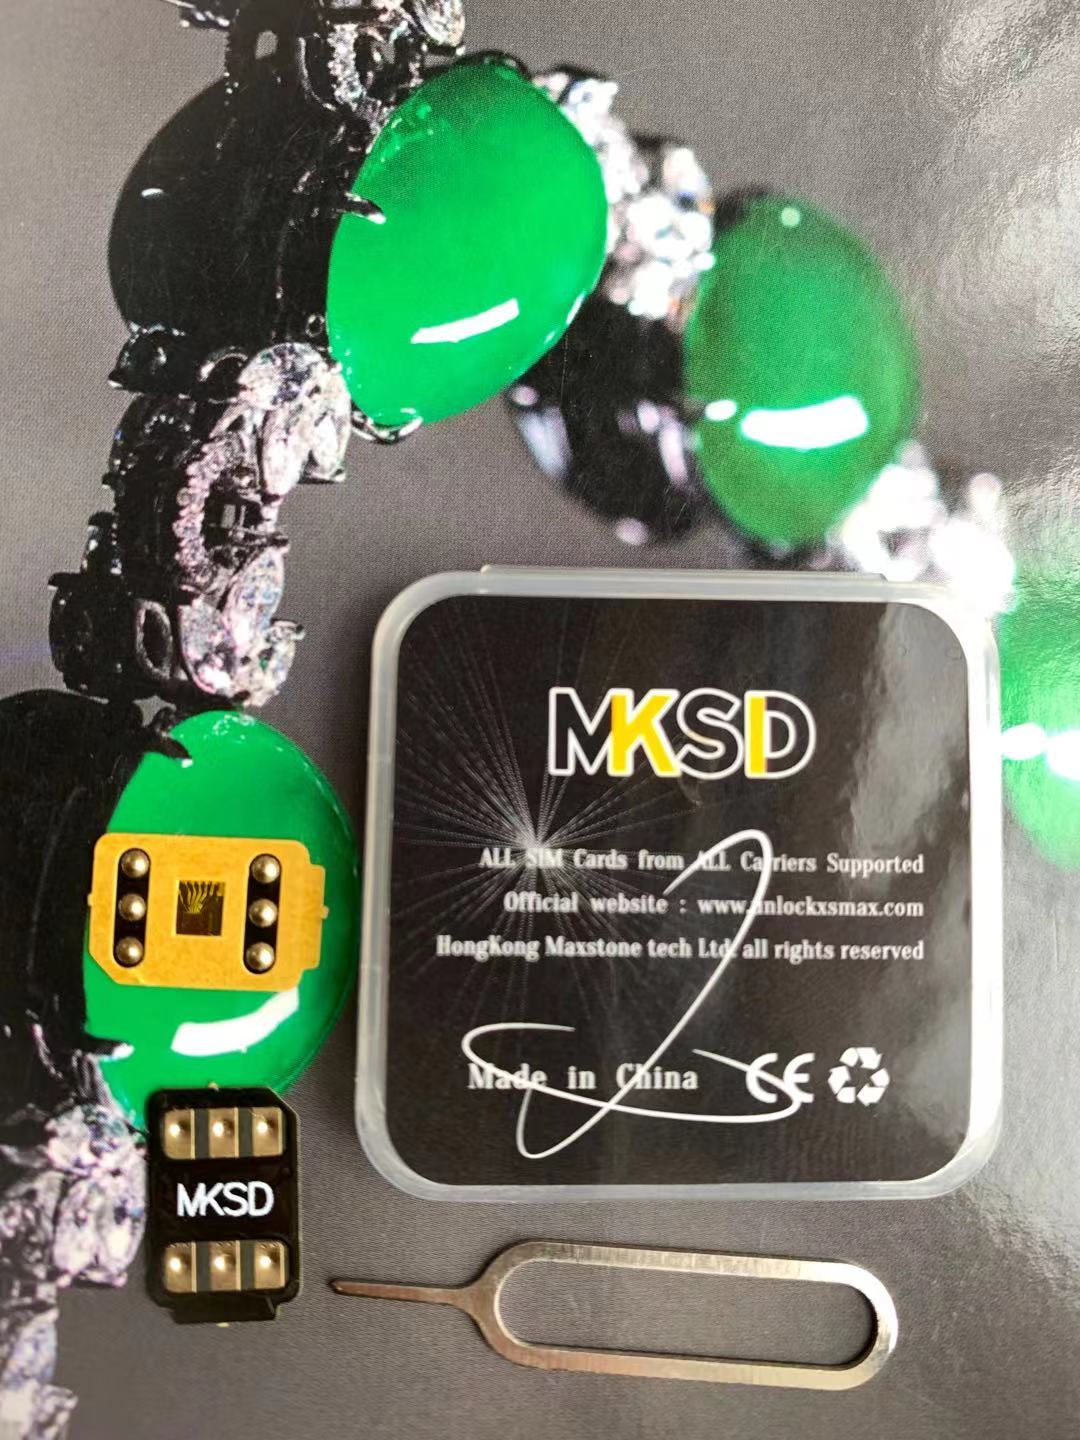 MKSD
ALL SIM Cards from ALL Carriers Supported
Official website : www.unlockxsmax.com
HongKong Maxstone tech Ltd all rights reserved
Made in China CE
MKSD